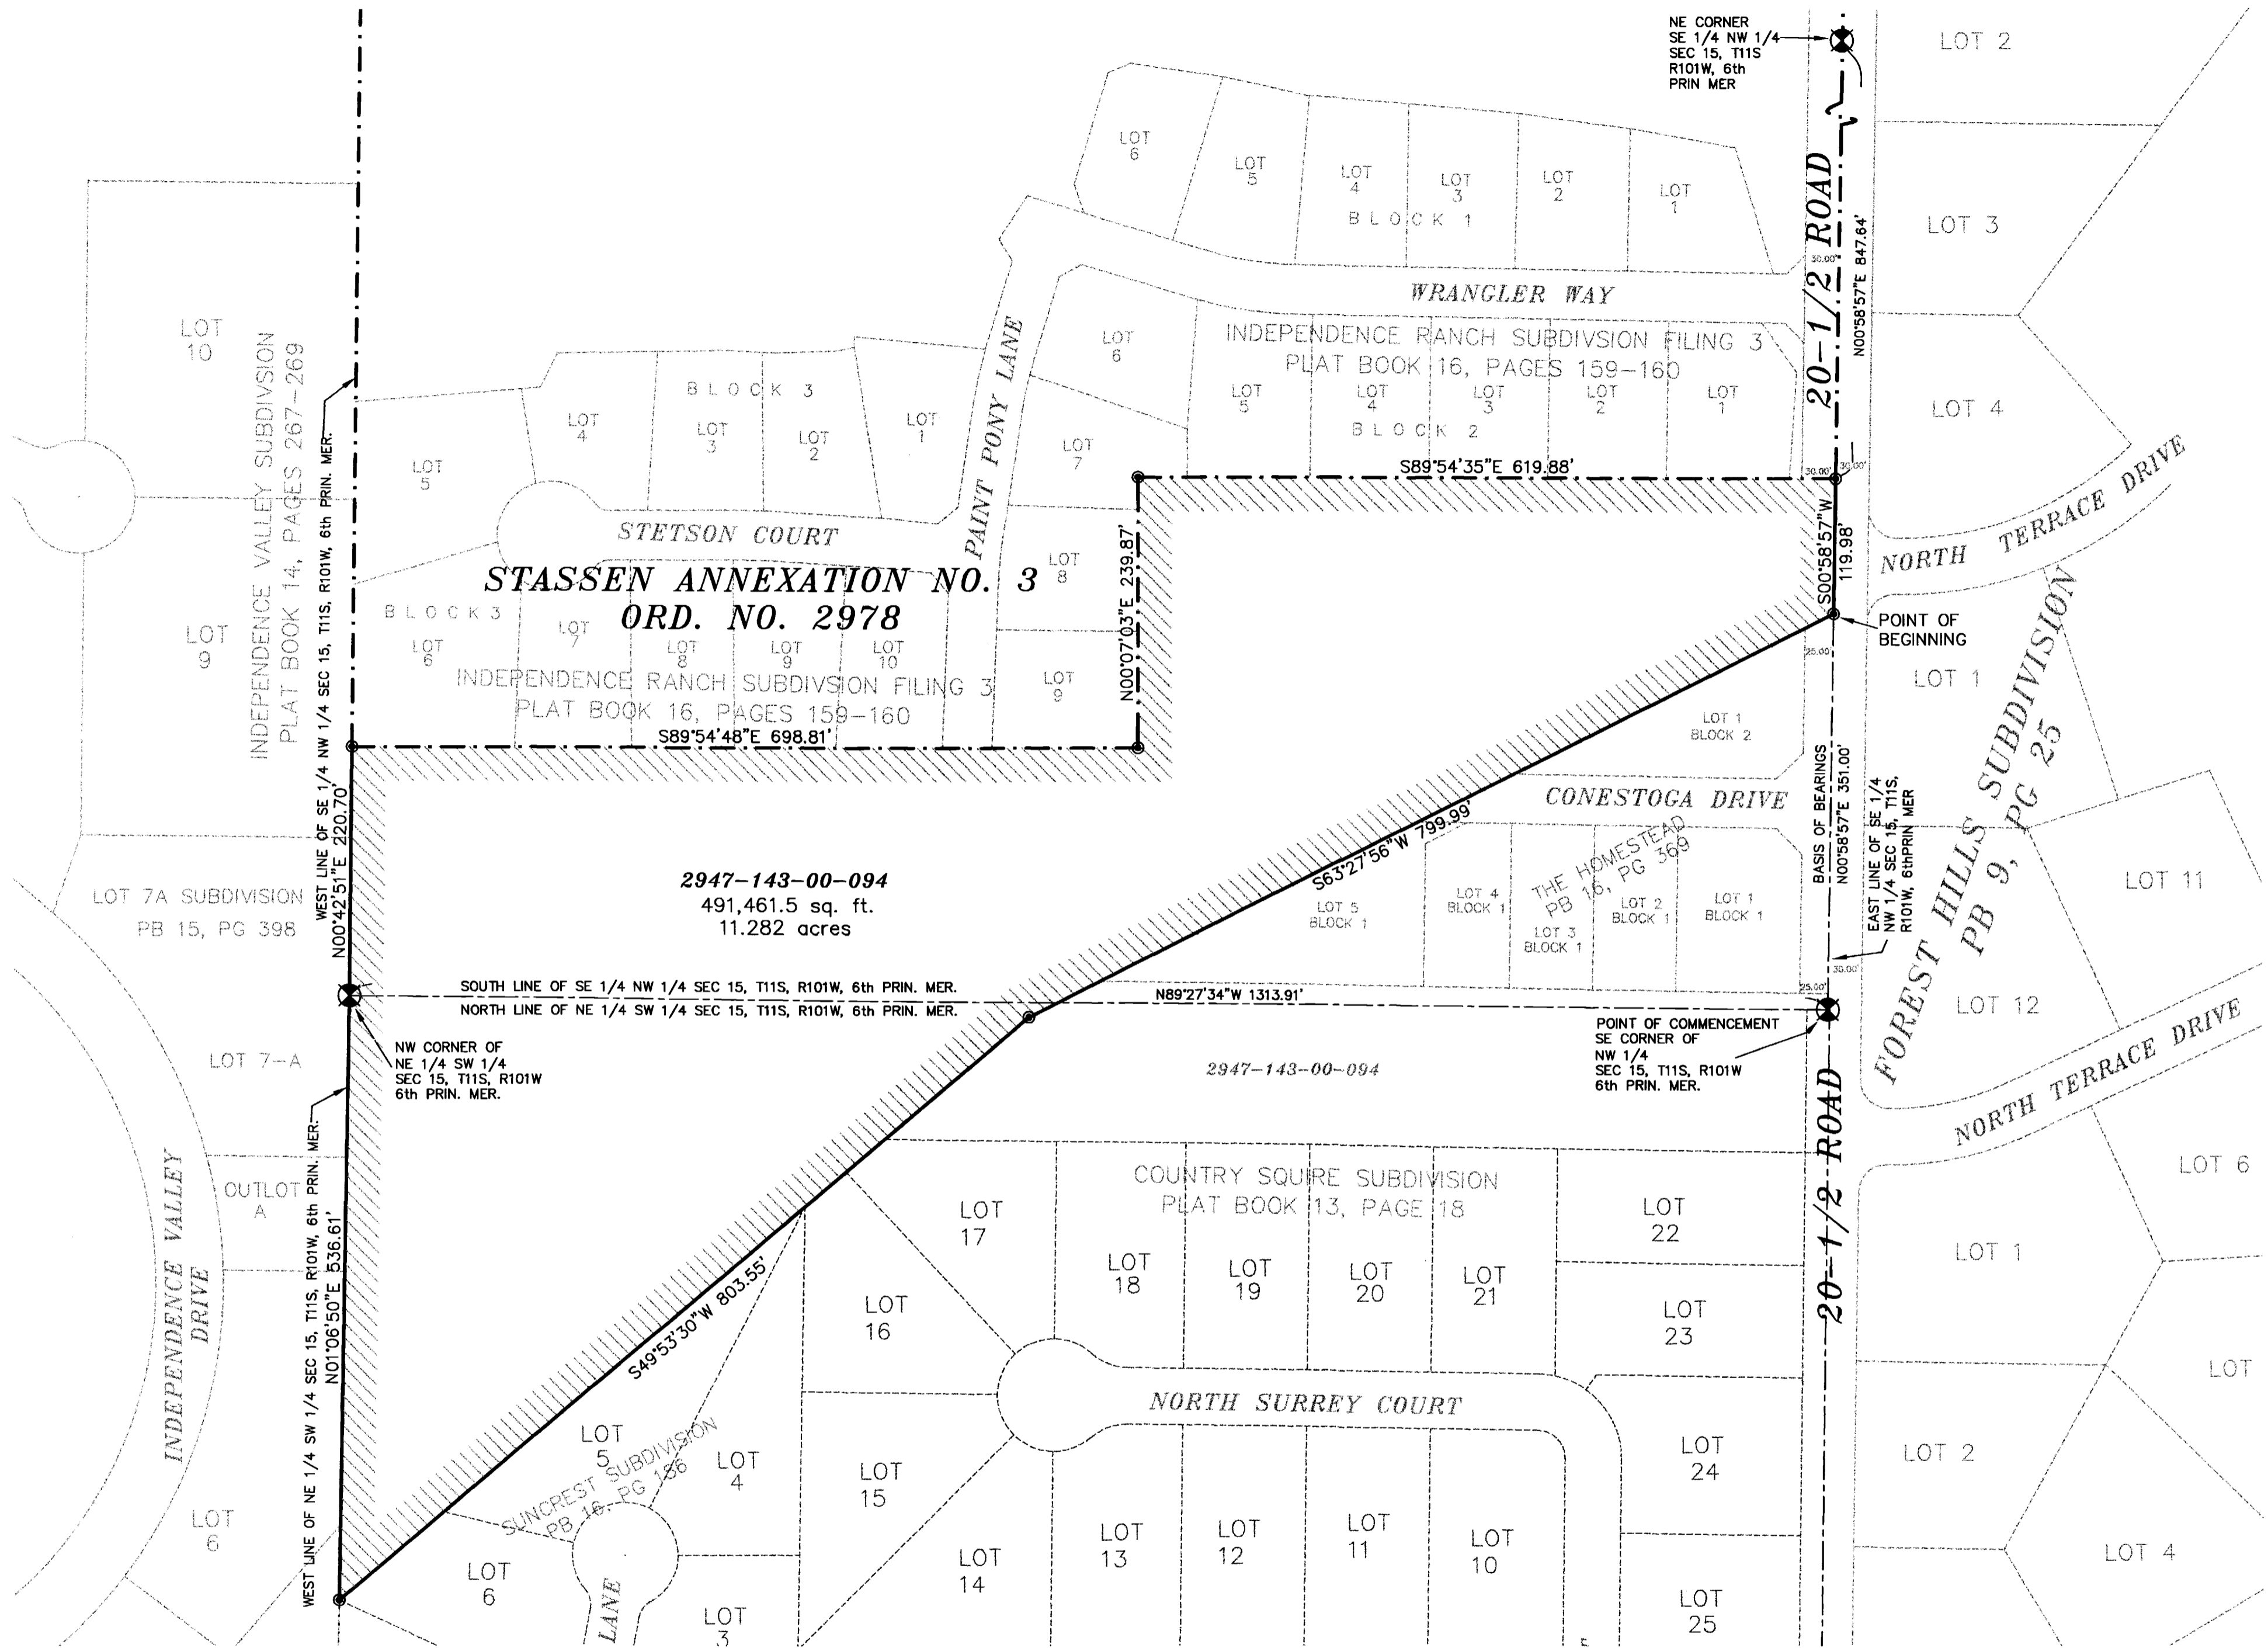 NE CORNER
SE 1/4 NW 1/4
SEC 15, T11S
R101W, 6th
PRIN MER
LOT 2
LOT
6
LOT
5
LOT
4
LOT
3
LOT
2
LOT
1
BLOCK 1
20-1/2 ROAD
30.00'
N00°58'57"E 847.64'
LOT 3
WRANGLER WAY
INDEPENDENCE RANCH SUBDIVSION FILING 3
PLAT BOOK 16, PAGES 159-160
LOT
6
LOT
5
LOT
4
LOT
3
LOT
2
LOT
1
BLOCK 2
LOT
7
LOT 4
LOT
10
INDEPENDENCE VALLEY SUBDIVISION
PLAT BOOK 14, PAGES 267-269
WEST LINE OF SE 1/4 NW 1/4 SEC 15, T11S, R101W, 6th PRIN. MER.
BLOCK 3
LOT
5
LOT
4
LOT
3
LOT
2
LOT
1
PAINT PONY LANE
S89°54'35"E 619.88'
30.00'
30.00'
NORTH TERRACE DRIVE
STETSON COURT
STASSEN ANNEXATION NO. 3
ORD. NO. 2978
LOT
8
N00°07'03"E 239.87'
S00°58'57"W
119.98'
POINT OF
BEGINNING
25.00'
LOT
9
BLOCK 3
LOT
6
LOT
7
LOT
8
LOT
9
LOT
10
LOT
9
INDEPENDENCE RANCH SUBDIVSION FILING 3
PLAT BOOK 16, PAGES 159-160
S89°54'48"E 698.81'
N00°42'51"E 220.70'
LOT 1
FOREST HILLS SUBDIVISION
PB 9, PG 25
LOT 1
BLOCK 2
CONESTOGA DRIVE
S63°27'56"W 799.99'
THE HOMESTEAD
PB 16, PG 369
LOT 5
BLOCK 1
LOT 4
BLOCK 1
LOT 3
BLOCK 1
LOT 2
BLOCK 1
LOT 1
BLOCK 1
BASIS OF BEARINGS
N00°58'57"E 351.00'
EAST LINE OF SE 1/4
NW 1/4 SEC 15, T11S,
R101W, 6thPRIN MER
LOT 11
2947-143-00-094
491,461.5 sq. ft.
11.282 acres
LOT 7A SUBDIVISION
PB 15, PG 398
SOUTH LINE OF SE 1/4 NW 1/4 SEC 15, T11S, R101W, 6th PRIN. MER.
NORTH LINE OF NE 1/4 SW 1/4 SEC 15, T11S, R101W, 6th PRIN. MER.
N89°27'34"W 1313.91'
25.00'
30.00'
LOT 12
POINT OF COMMENCEMENT
SE CORNER OF
NW 1/4
SEC 15, T11S, R101W
6th PRIN. MER.
NW CORNER OF
NE 1/4 SW 1/4
SEC 15, T11S, R101W
6th PRIN. MER.
LOT 7-A
2947-143-00-094
NORTH TERRACE DRIVE
20-1/2 ROAD
WEST LINE OF NE 1/4 SW 1/4 SEC 15, T11S, R101W, 6th PRIN. MER.
N01°06'50"E 536.61'
OUTLOT
A
INDEPENDENCE VALLEY
DRIVE
COUNTRY SQUIRE SUBDIVISION
PLAT BOOK 13, PAGE 18
LOT
17
LOT
18
LOT
19
LOT
20
LOT
21
LOT
22
LOT
23
LOT 6
LOT 1
LOT
LOT
16
S49°53'30"W 803.55'
NORTH SURREY COURT
LOT
5
LOT
4
SUNCREST SUBDIVISION
PB 16, PG 186
LOT
15
LOT
24
LOT 2
LOT
6
LOT
6
LOT
14
LOT
13
LOT
12
LOT
11
LOT
10
LOT 4
LANE
LOT
3
LOT
25